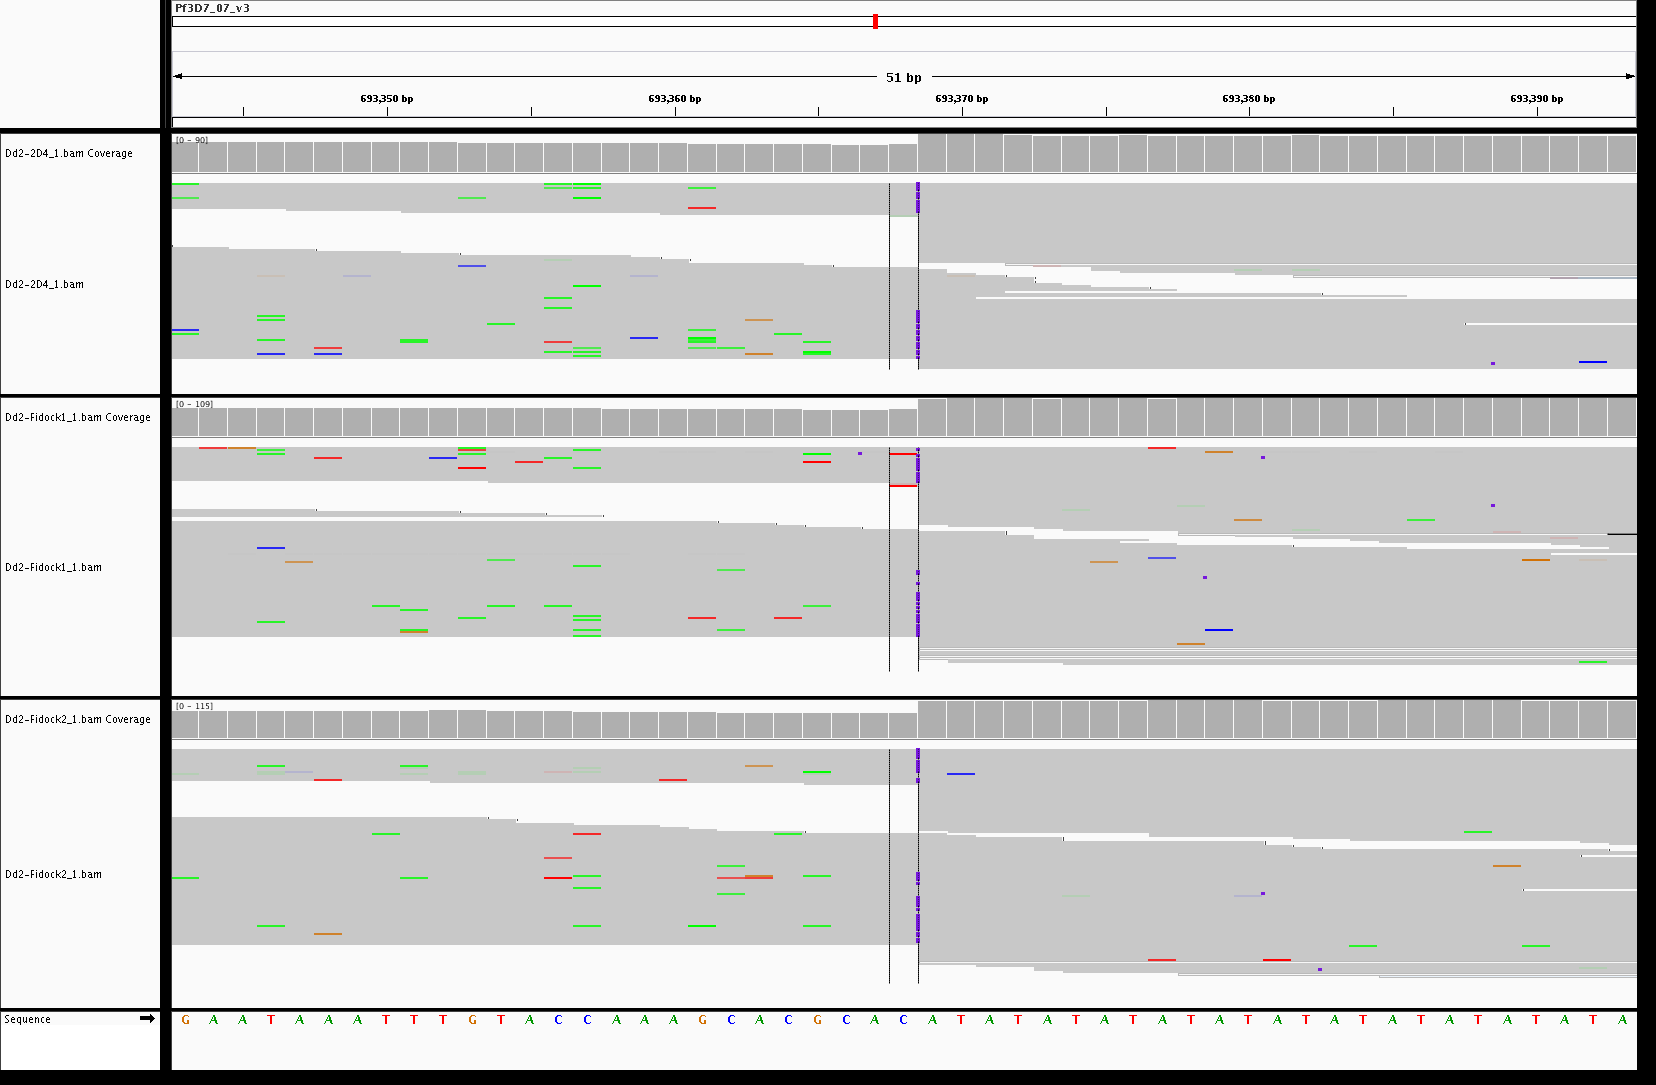 Pf3D7_07_v3
51 bp
693,350 bp 693,360 bp 693,370 bp 693,380 bp 693,390 bp
[0 - 90]
Dd2-2D4_1.bam Coverage
Dd2-2D4_1.bam
[0 - 109]
Dd2-Fidock1_1.bam Coverage
Dd2-Fidock1_1.bam
[0 - 115]
Dd2-Fidock2_1.bam Coverage
Dd2-Fidock2_1.bam
Sequence G A A T A A A T T T G T A C C A A A G C A C G C A C A T A T A T A T A T A T A T A T A T A T A T A